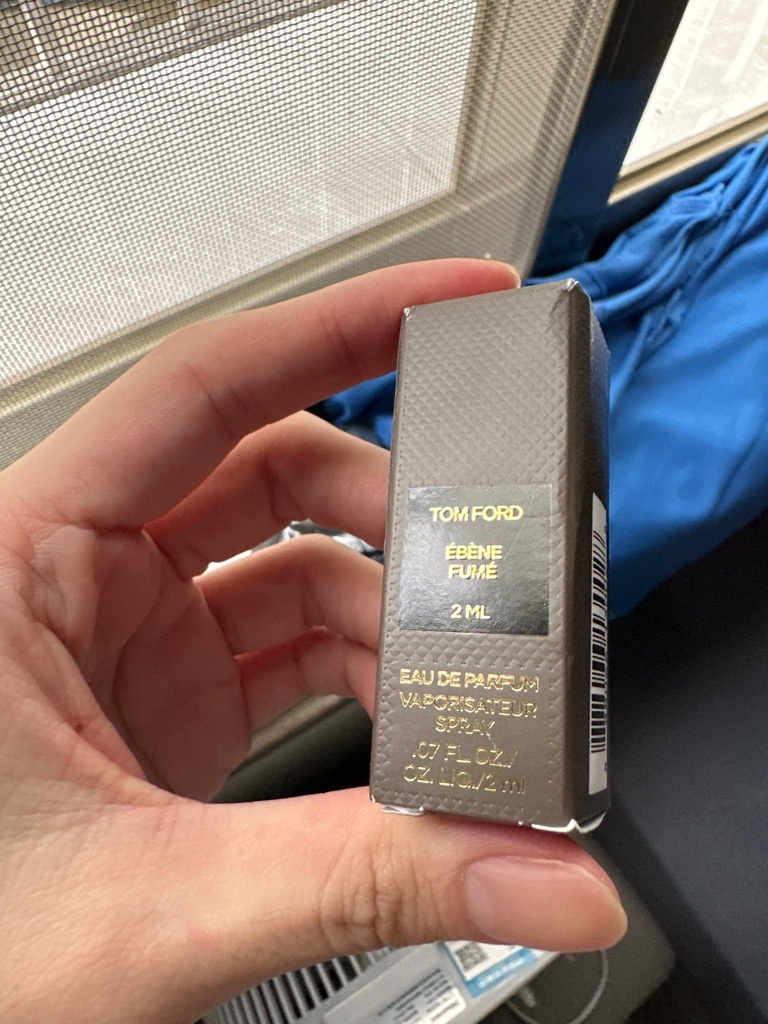 TOM FORD
ÉBÈNE
FUMÉ
2 ML
EAU DE PARFUM
VAPORISATEUR
SPRAY
.07 FL.OZ./
OZ. LIQ./2 ml